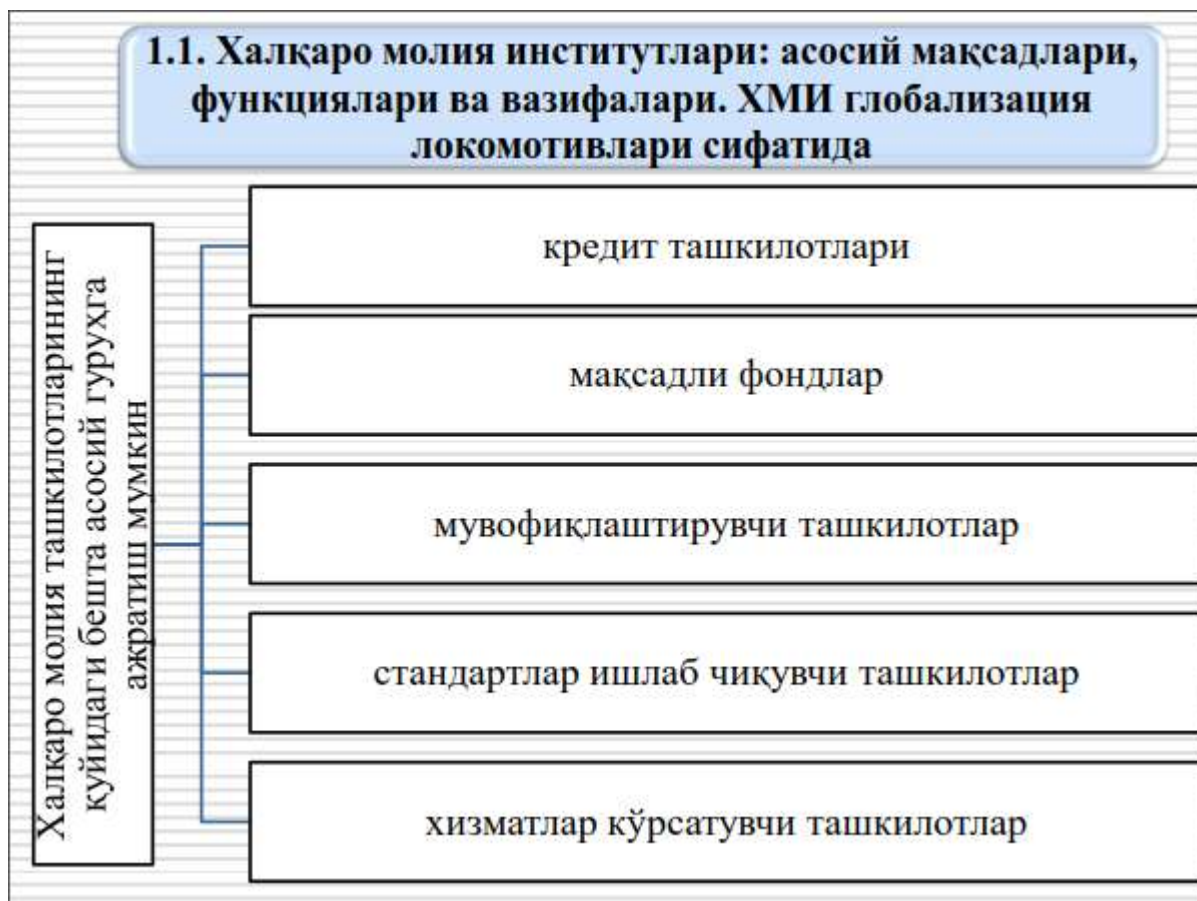 1.1. Халқаро молия институтлари: асосий мақсадлари,
функциялари ва вазифалари. ХМИ глобализация
локомотивлари сифатида
Халқаро молия ташкилотларининг
қуйидаги бешта асосий гуруҳга
ажратиш мумкин
кредит ташкилотлари
мақсадли фондлар
мувофиқлаштирувчи ташкилотлар
стандартлар ишлаб чиқувчи ташкилотлар
хизматлар кўрсатувчи ташкилотлар